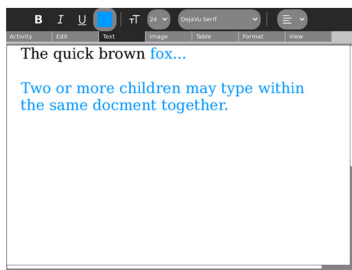 B I U TT 24 DejaVu Serif
Activity Edit Text Image Table Format View
The quick brown fox...
Two or more children may type within
the same docment together.